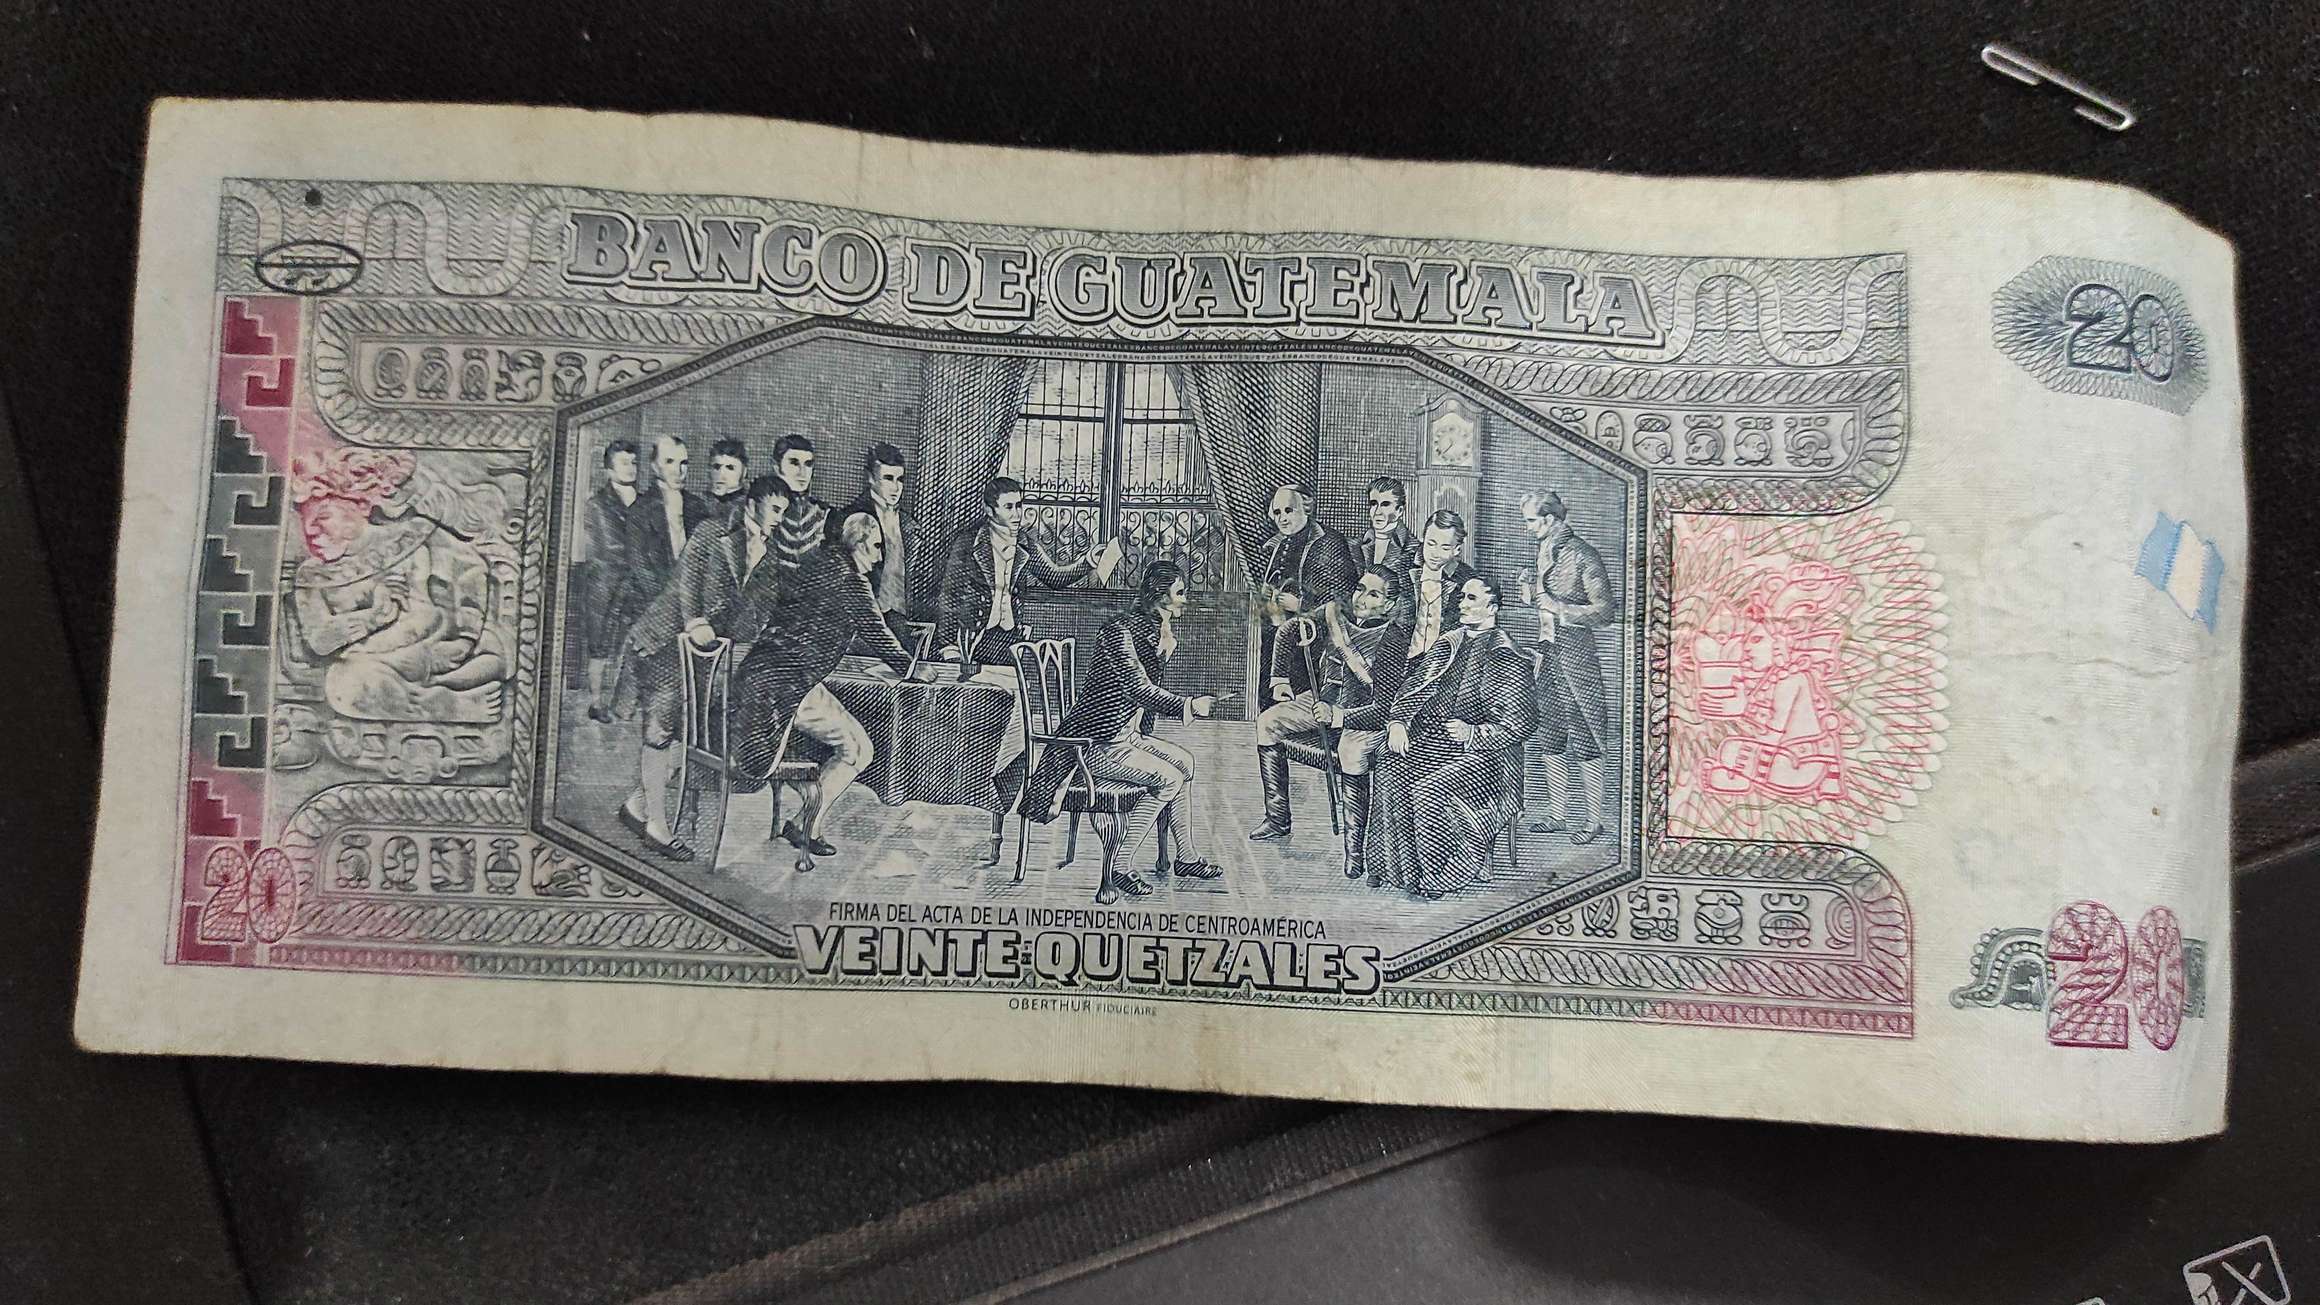 BANCO DE GUATEMALA
20
FIRMA DEL ACTA DE LA INDEPENDENCIA DE CENTROAMÉRICA
VEINTE QUETZALES
OBERTHUR FIDUCIAIRE
20
20